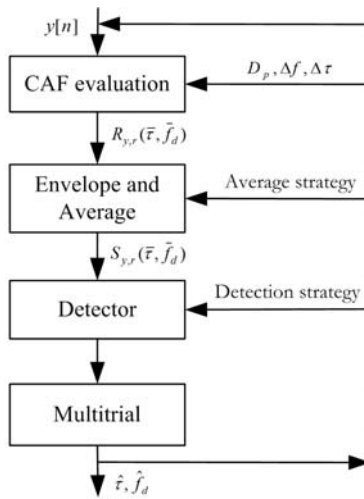 y[n]
CAF evaluation
D_p, Δf, Δτ
R_{y,r}(τ̅, f̅_d)
Envelope and
Average
Average strategy
S_{y,r}(τ̅, f̅_d)
Detection strategy
Detector
Multitrial
τ̂, f̂_d